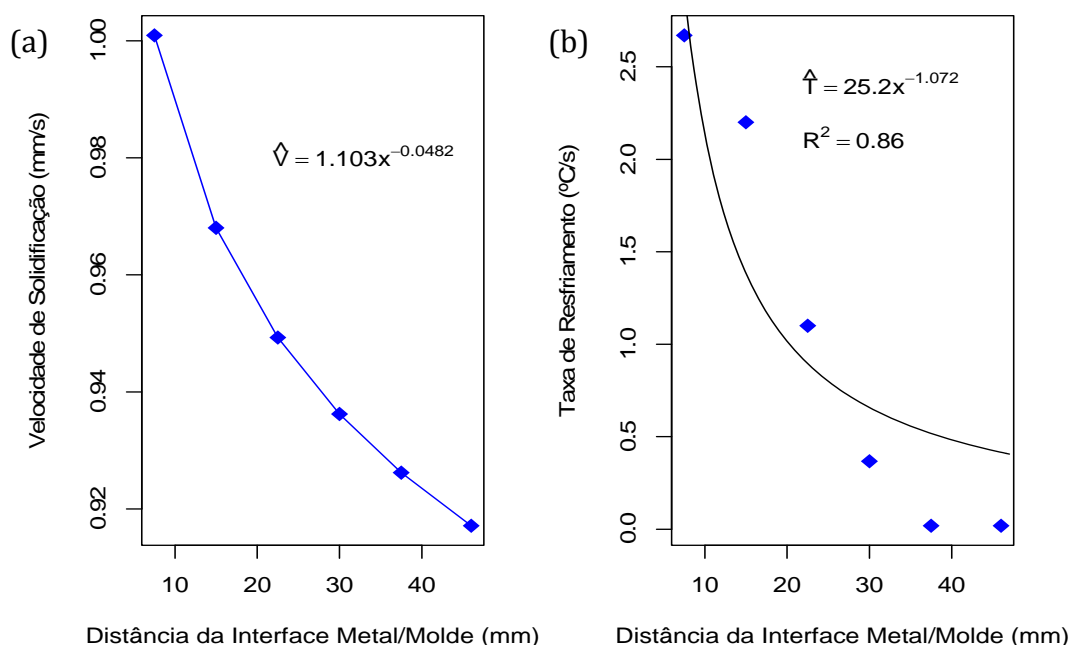 (a)
Velocidade de Solidificação (mm/s)
1.00
0.98
0.96
0.94
0.92
V̂ = 1.103x^−0.0482
10 20 30 40
Distância da Interface Metal/Molde (mm)
(b)
Taxa de Resfriamento (ºC/s)
2.5
2.0
1.5
1.0
0.5
0.0
T̂ = 25.2x^−1.072
R² = 0.86
10 20 30 40
Distância da Interface Metal/Molde (mm)